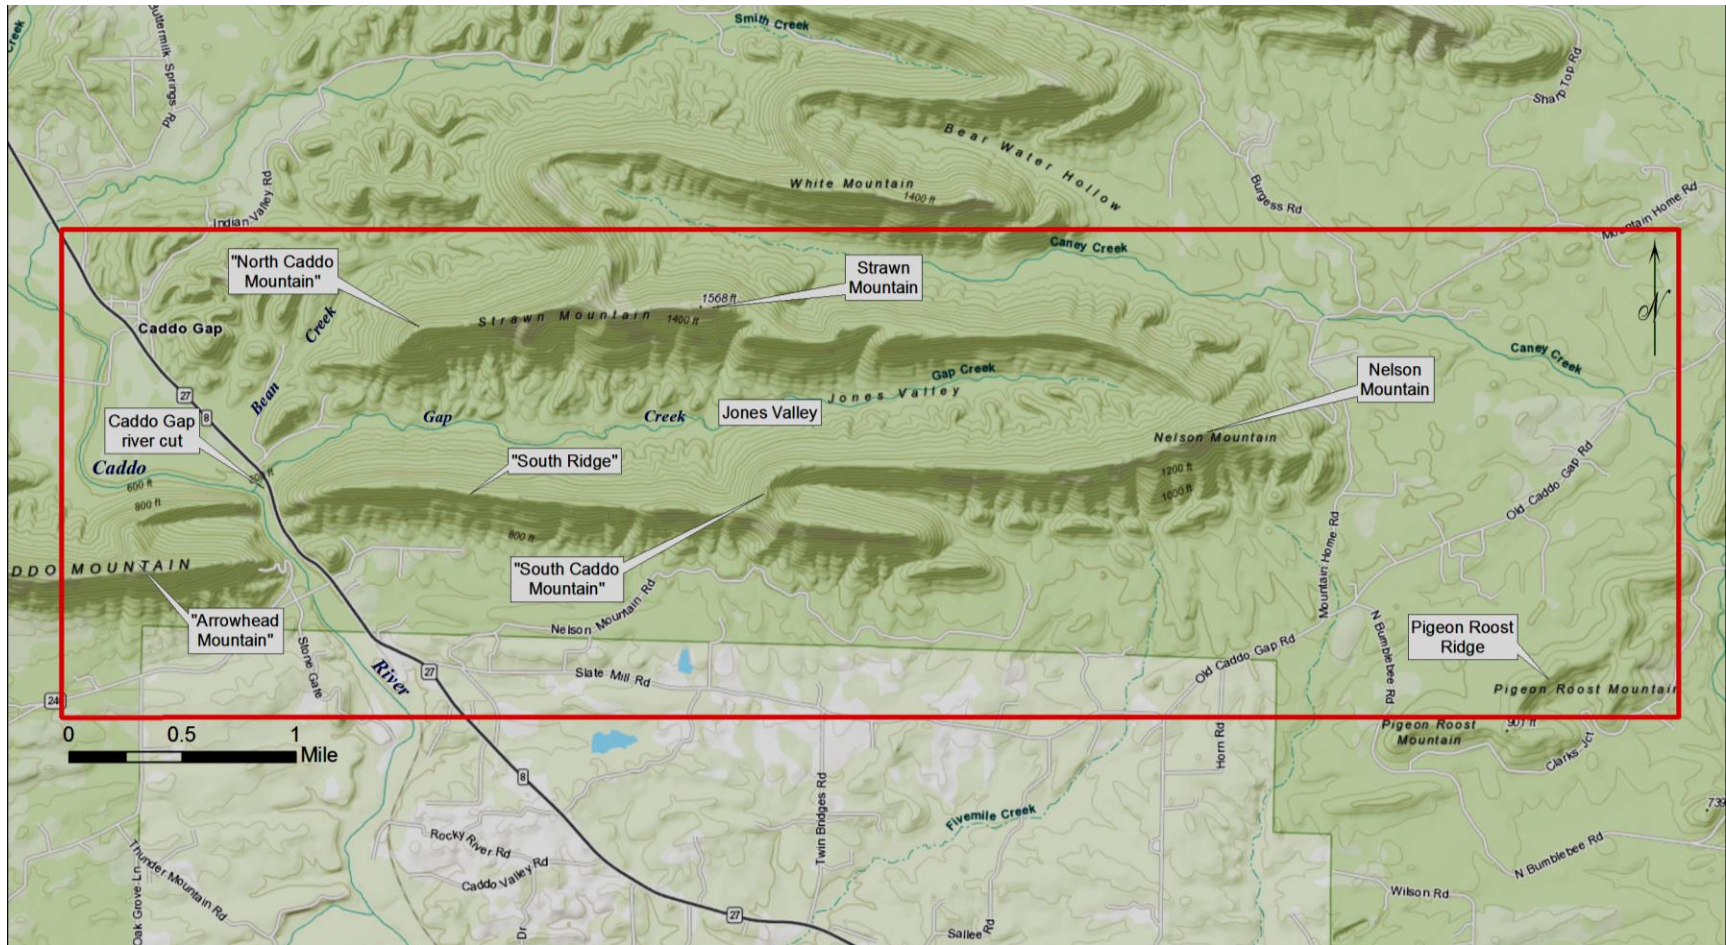 Creek
Buttermilk Springs Rd
Smith Creek
Sharp Top Rd
Bear Water Hollow
White Mountain
1400 ft
Burgess Rd
Mountain Home Rd
Indian Valley Rd
Caney Creek
"North Caddo
Mountain"
Strawn
Mountain
1568 ft
Strawn Mountain
1400 ft
N
Caddo Gap
Bean Creek
Caney Creek
Gap Creek
Jones Valley
Nelson
Mountain
27
8
Caddo Gap
river cut
Gap Creek
Jones Valley
Nelson Mountain
"South Ridge"
Caddo
600 ft
800 ft
1200 ft
1000 ft
Old Caddo Gap Rd
800 ft
"South Caddo
Mountain"
Mountain Home Rd
DDO MOUNTAIN
"Arrowhead
Mountain"
Nelson Mountain Rd
N Bumblebee Rd
Pigeon Roost
Ridge
Stone Gate
River
27
Slate Mill Rd
Old Caddo Gap Rd
Pigeon Roost Mountain
240
901 ft
Pigeon Roost
Mountain
0 0.5 1
Mile
Horn Rd
Clarks Jct
8
Twin Bridges Rd
Fivemile Creek
739
Rocky River Rd
Caddo Valley Rd
N Bumblebee Rd
Thunder Mountain Rd
Oak Grove Ln
Wilson Rd
27
Dr
Sallee Rd